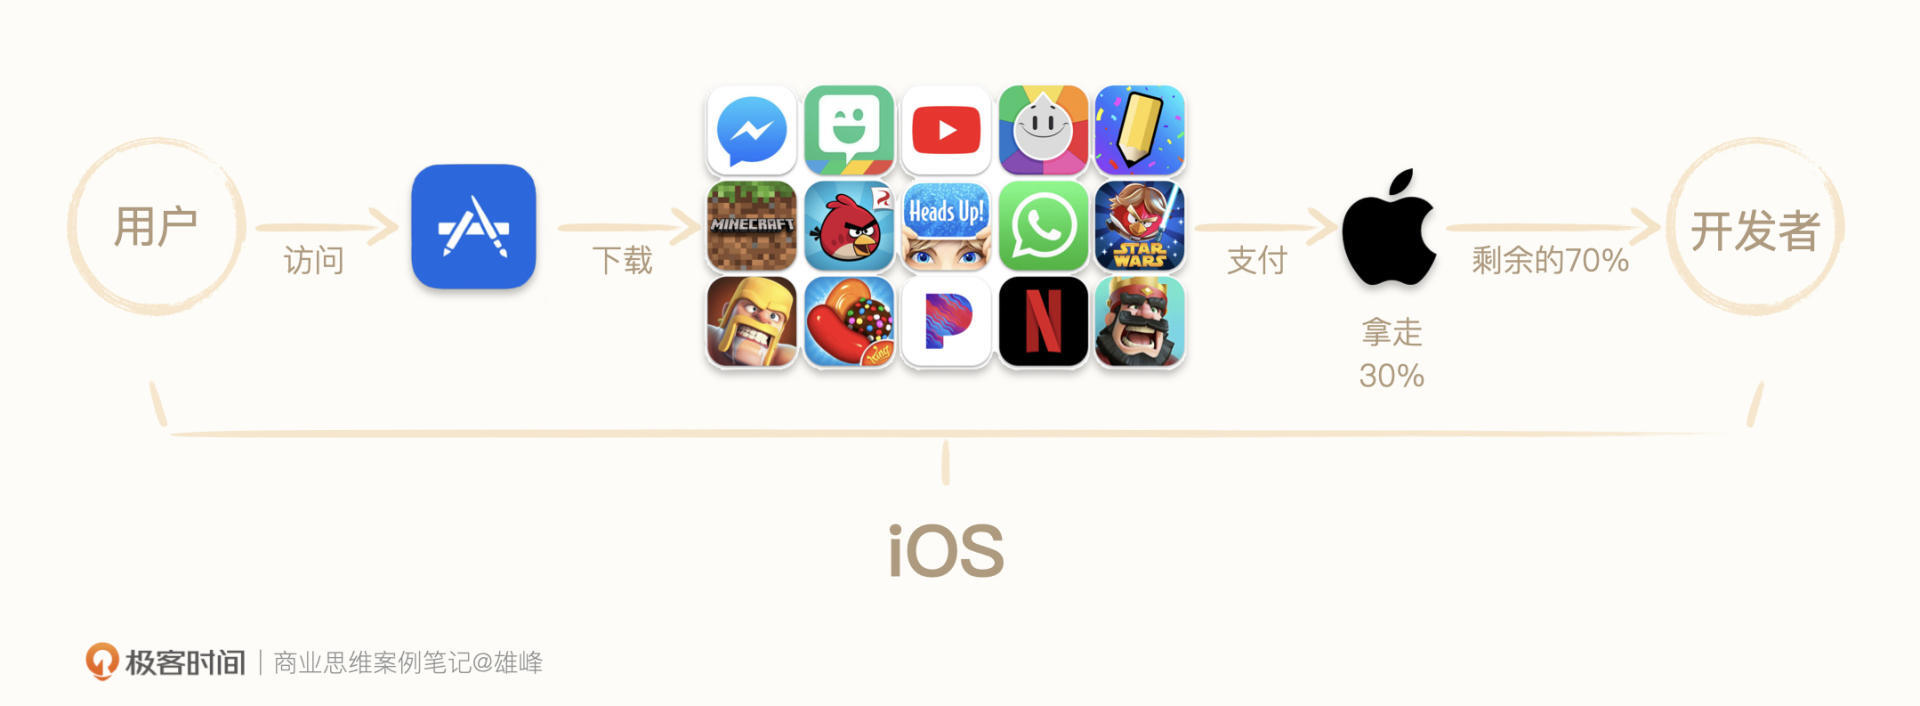 用户
访问
下载
MINECRAFT
Heads Up!
STAR
WARS
king
支付
拿走
30%
剩余的70%
开发者
iOS
极客时间 | 商业思维案例笔记@雄峰